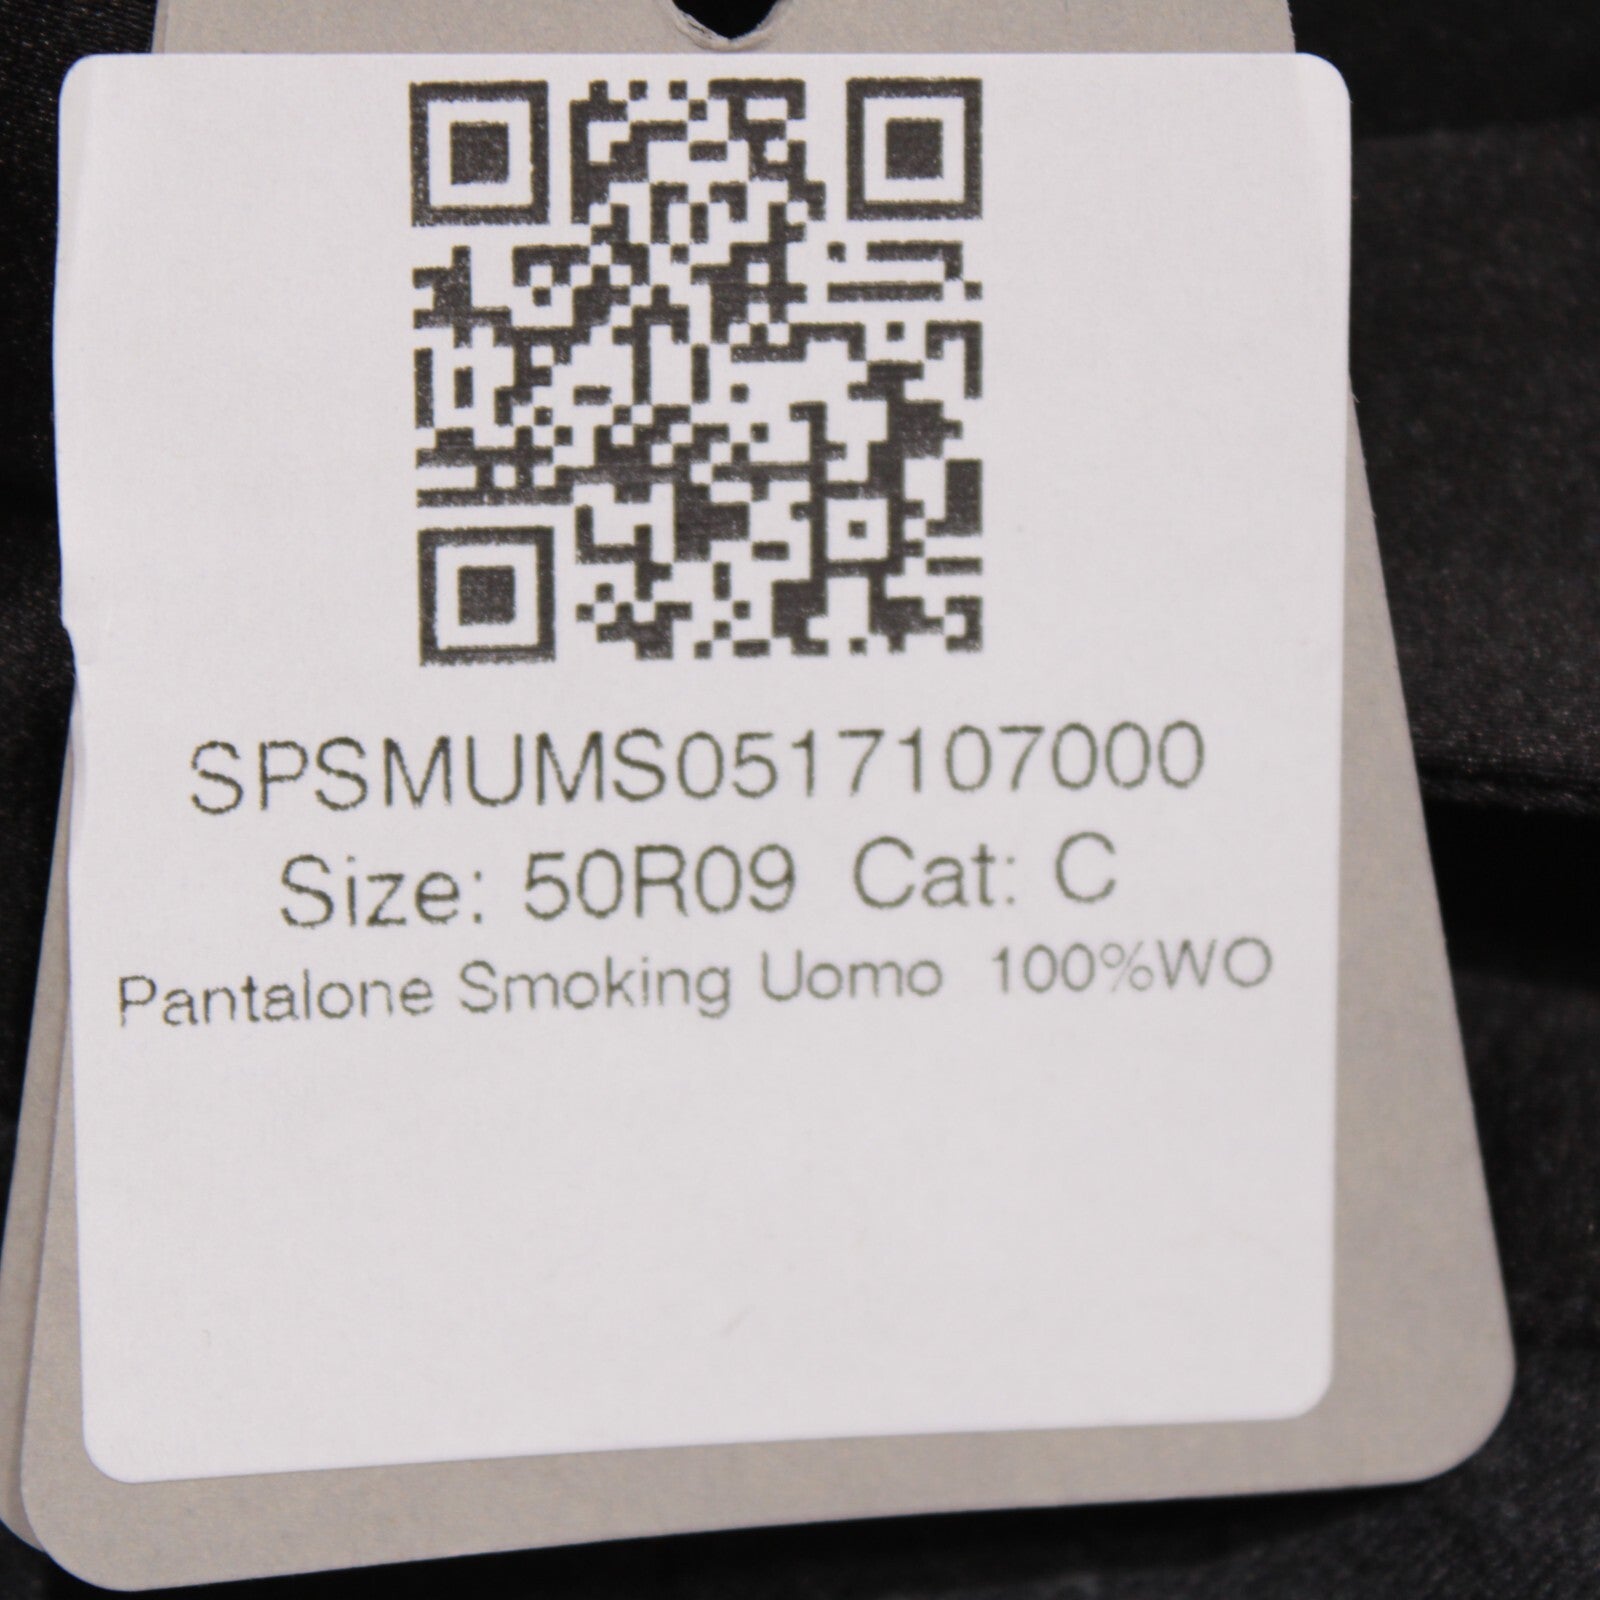 SPSMUMS0517107000
Size: 50R09 Cat: C
Pantalone Smoking Uomo 100%WO